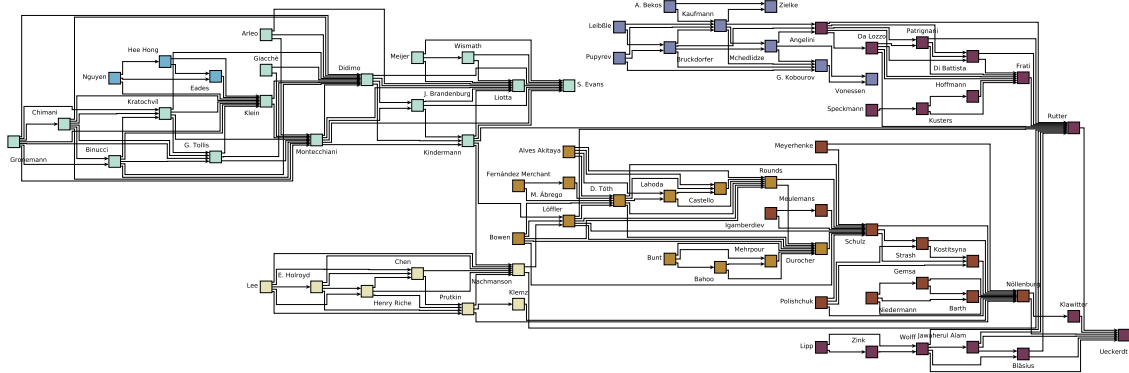 A. Bekos
Zielke
Kaufmann
Leibßle
Patrignani
Arleo
Angelini
Da Lozzo
Wismath
Hee Hong
Meijer
Pupyrev
Bruckdorfer
Mchedlidze
Giacchè
Di Battista
Frati
Nguyen
Didimo
G. Kobourov
Eades
S. Evans
Vonessen
Hoffmann
J. Brandenburg
Liotta
Kratochvíl
Klein
Speckmann
Chimani
Kusters
Rutter
Gronemann
Binucci
G. Tollis
Montecchiani
Kindermann
Alves Akitaya
Meyerhenke
Fernández Merchant
Rounds
Lahoda
D. Tóth
M. Ábrego
Castello
Meulemans
Löffler
Igamberdiev
Bowen
Schulz
Mehrpour
Kostitsyna
Bunt
Durocher
Strash
Chen
E. Holroyd
Bahoo
Gemsa
Lee
Nachmanson
Nöllenburg
Henry Riche
Prutkin
Klemz
Polishchuk
Niedermann
Barth
Klawitter
Lipp
Zink
Wolff
Jawaherul Alam
Ueckerdt
Bläsius